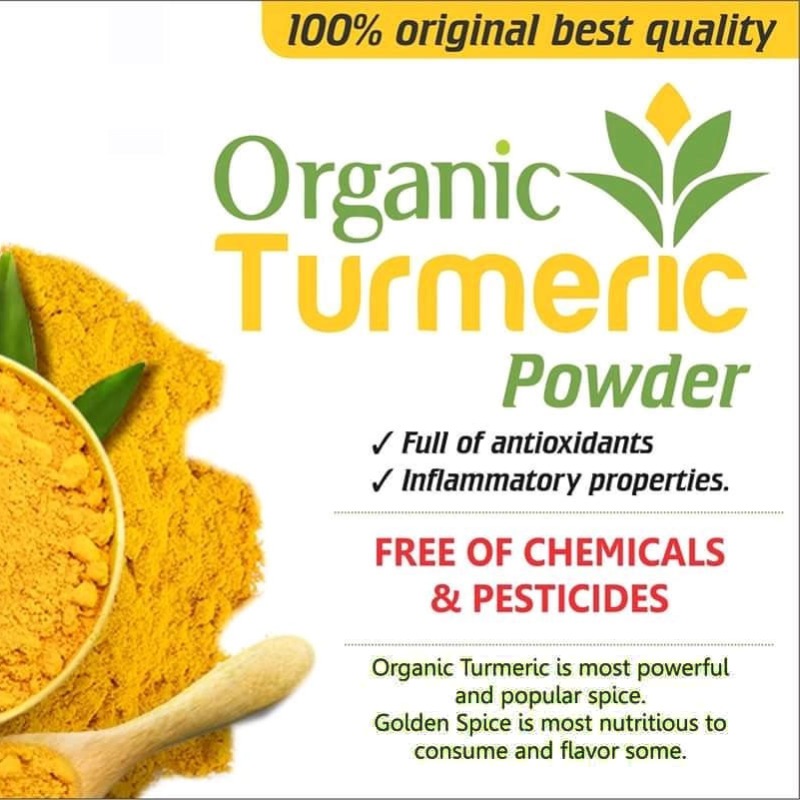 100% original best quality
Organic
Turmeric
Powder
✓ Full of antioxidants
✓ Inflammatory properties.
FREE OF CHEMICALS
& PESTICIDES
Organic Turmeric is most powerful
and popular spice.
Golden Spice is most nutritious to
consume and flavor some.